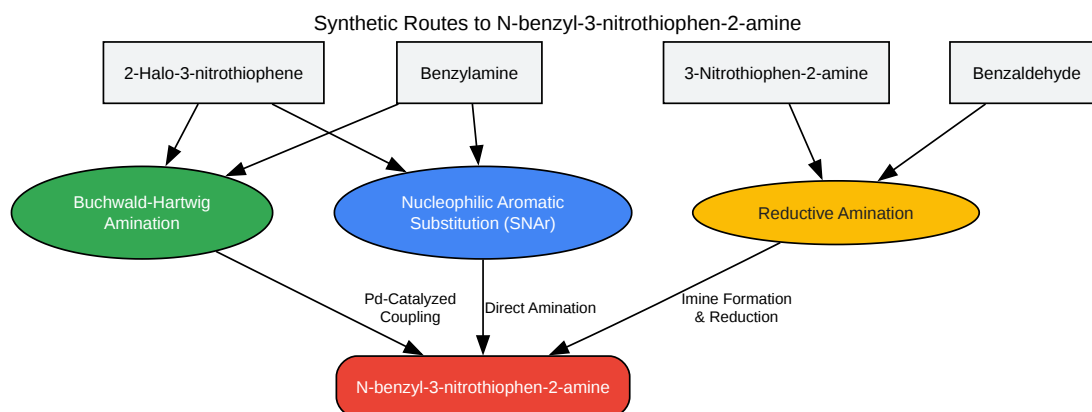 Synthetic Routes to N-benzyl-3-nitrothiophen-2-amine
2-Halo-3-nitrothiophene
Benzylamine
3-Nitrothiophen-2-amine
Benzaldehyde
Buchwald-Hartwig
Amination
Nucleophilic Aromatic
Substitution (SNAr)
Reductive Amination
Pd-Catalyzed
Coupling
Direct Amination
Imine Formation
& Reduction
N-benzyl-3-nitrothiophen-2-amine